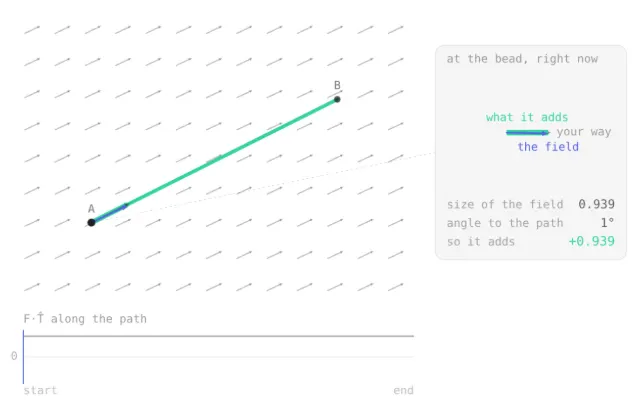 B
A
at the bead, right now
what it adds
your way
the field
size of the field 0.939
angle to the path 1°
so it adds +0.939
F·T̂ along the path
0
start end